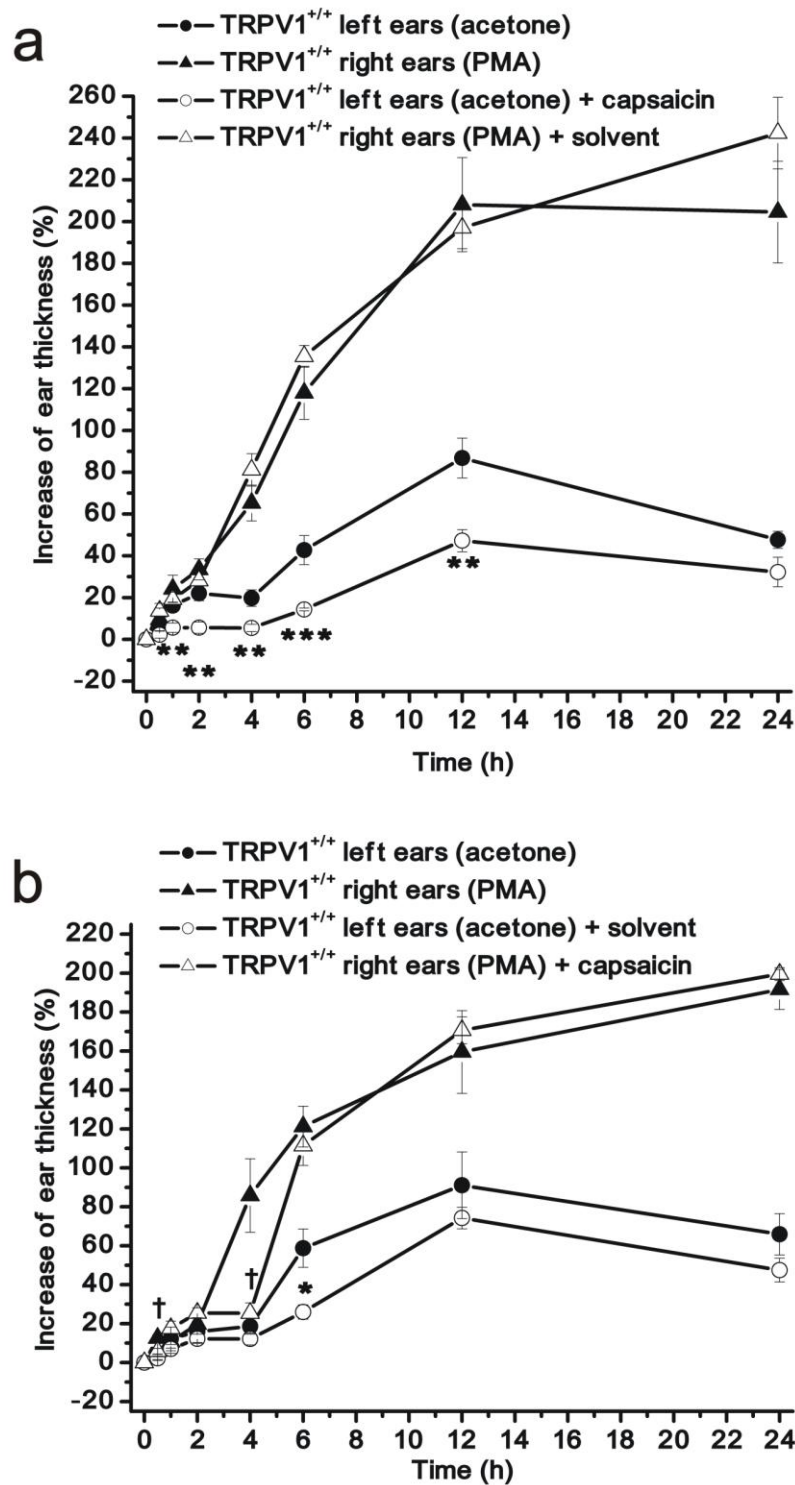 a
TRPV1+/+ left ears (acetone)
TRPV1+/+ right ears (PMA)
TRPV1+/+ left ears (acetone) + capsaicin
TRPV1+/+ right ears (PMA) + solvent
Increase of ear thickness (%)
260
240
220
200
180
160
140
120
100
80
60
40
20
0
-20
**
**
**
***
**
0 2 4 6 8 10 12 14 16 18 20 22 24
Time (h)
b
TRPV1+/+ left ears (acetone)
TRPV1+/+ right ears (PMA)
TRPV1+/+ left ears (acetone) + solvent
TRPV1+/+ right ears (PMA) + capsaicin
Increase of ear thickness (%)
220
200
180
160
140
120
100
80
60
40
20
0
-20
†
†
*
0 2 4 6 8 10 12 14 16 18 20 22 24
Time (h)